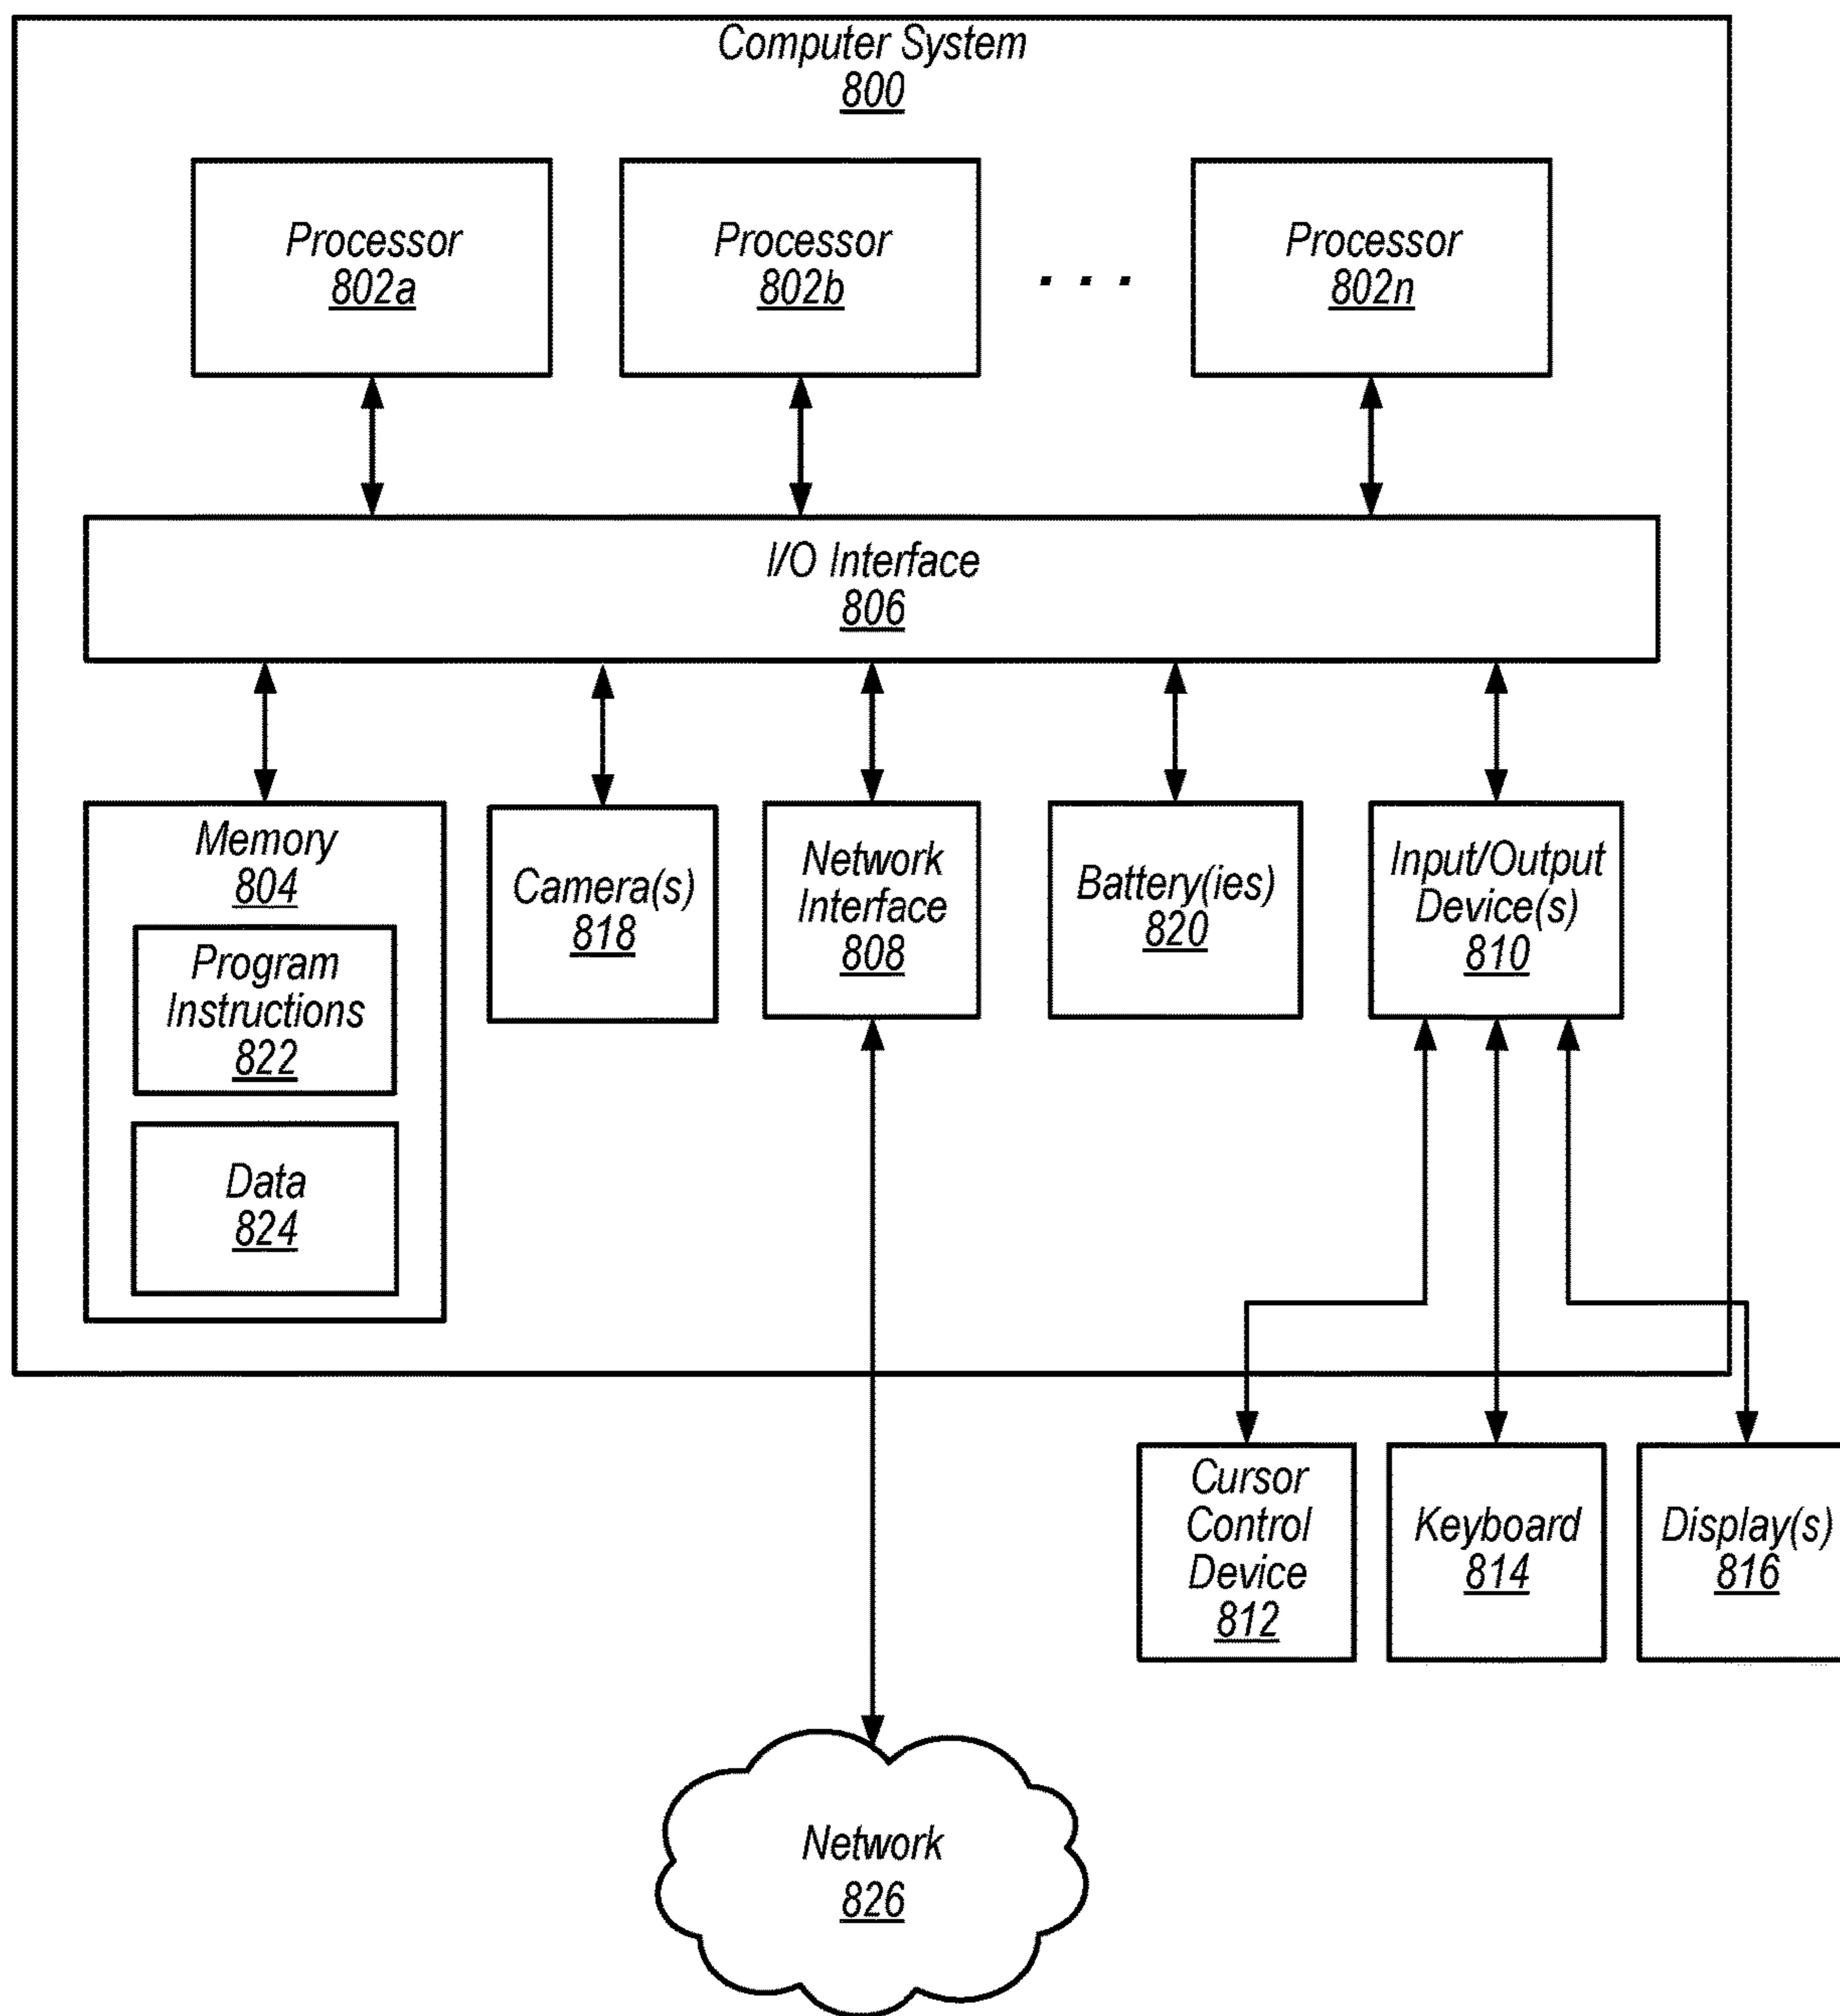 Computer System
800
Processor
802a
Processor
802b
. . .
Processor
802n
I/O Interface
806
Memory
804
Program
Instructions
822
Data
824
Camera(s)
818
Network
Interface
808
Battery(ies)
820
Input/Output
Device(s)
810
Cursor
Control
Device
812
Keyboard
814
Display(s)
816
Network
826